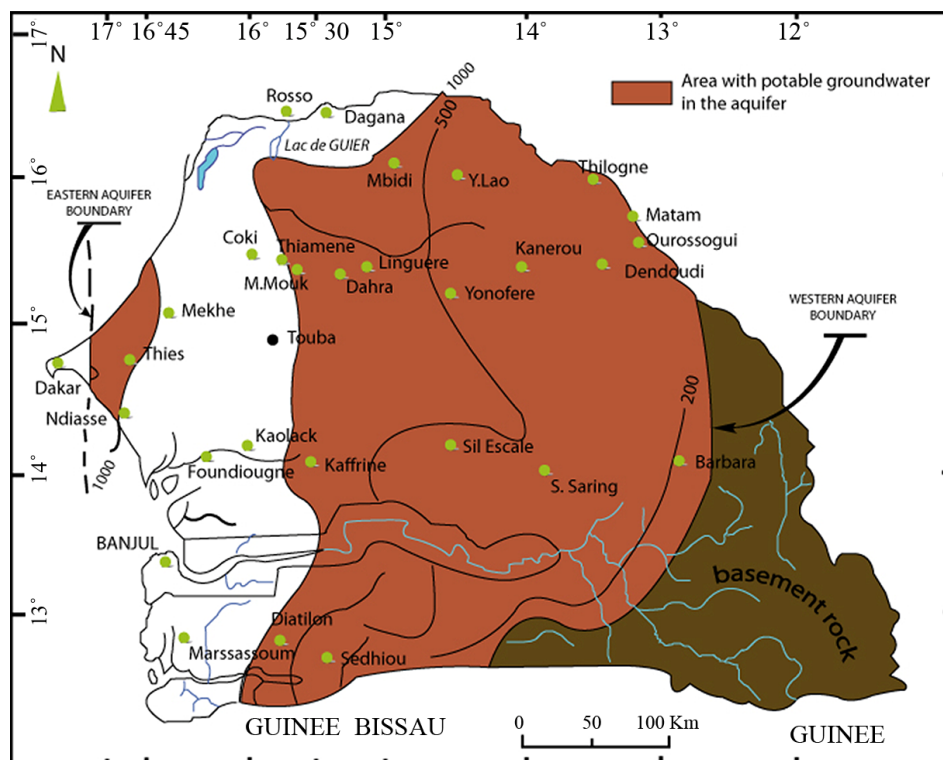 17° 16°45 16° 15°30 15° 14° 13° 12°
17°
N
1000
Area with potable groundwater
in the aquifer
500
Rosso
Dagana
Lac de GUIER
16°
Mbidi
Y.Lao
Thilogne
EASTERN AQUIFER
BOUNDARY
Matam
Ourossogui
Coki
Thiamene
Kanerou
M.Mouk
Linguere
Dahra
Dendoudi
Yonofere
WESTERN AQUIFER
BOUNDARY
Mekhe
15°
Touba
Thies
Dakar
200
Ndiasse
Kaolack
Sil Escale
Foundiougne
Kaffrine
Barbara
14°
1000
S. Saring
BANJUL
basement rock
13°
Diatilon
Marssassoum
Sedhiou
GUINEE BISSAU
0 50 100 Km
GUINEE